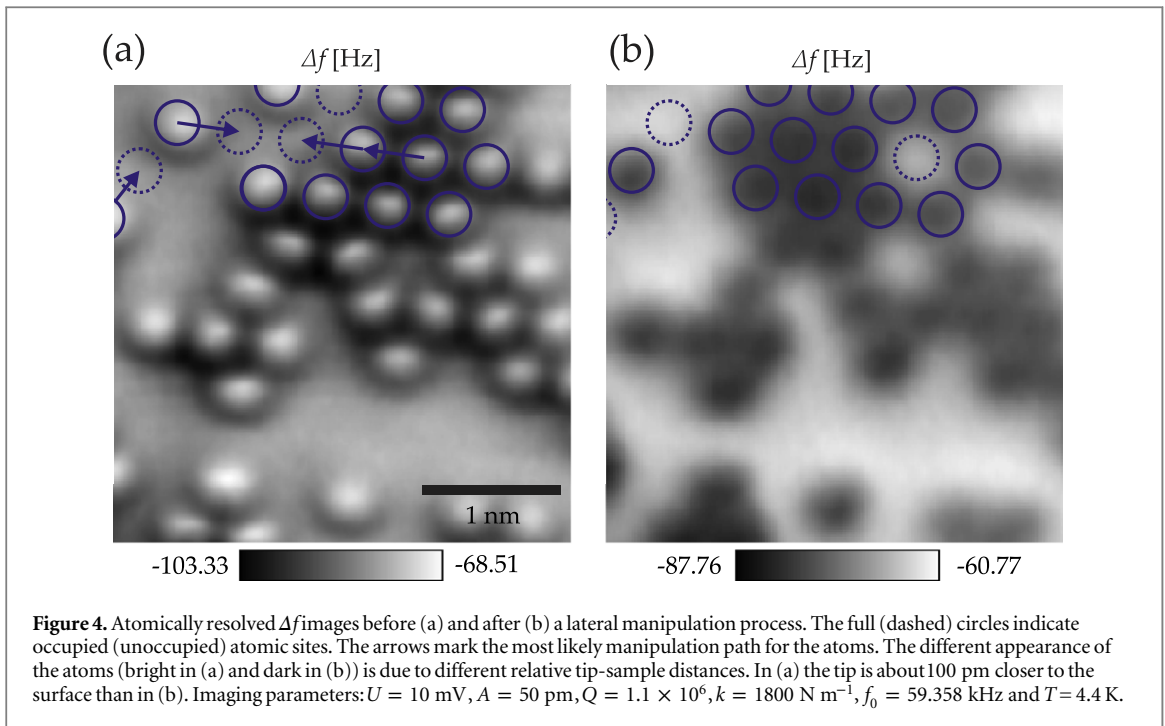 (a)
Δf [Hz]
(b)
Δf [Hz]
1 nm
-103.33
-68.51
-87.76
-60.77
Figure 4. Atomically resolved Δf images before (a) and after (b) a lateral manipulation process. The full (dashed) circles indicate
occupied (unoccupied) atomic sites. The arrows mark the most likely manipulation path for the atoms. The different appearance of
the atoms (bright in (a) and dark in (b)) is due to different relative tip-sample distances. In (a) the tip is about 100 pm closer to the
surface than in (b). Imaging parameters: U = 10 mV, A = 50 pm, Q = 1.1 × 10⁶, k = 1800 N m⁻¹, f₀ = 59.358 kHz and T = 4.4 K.